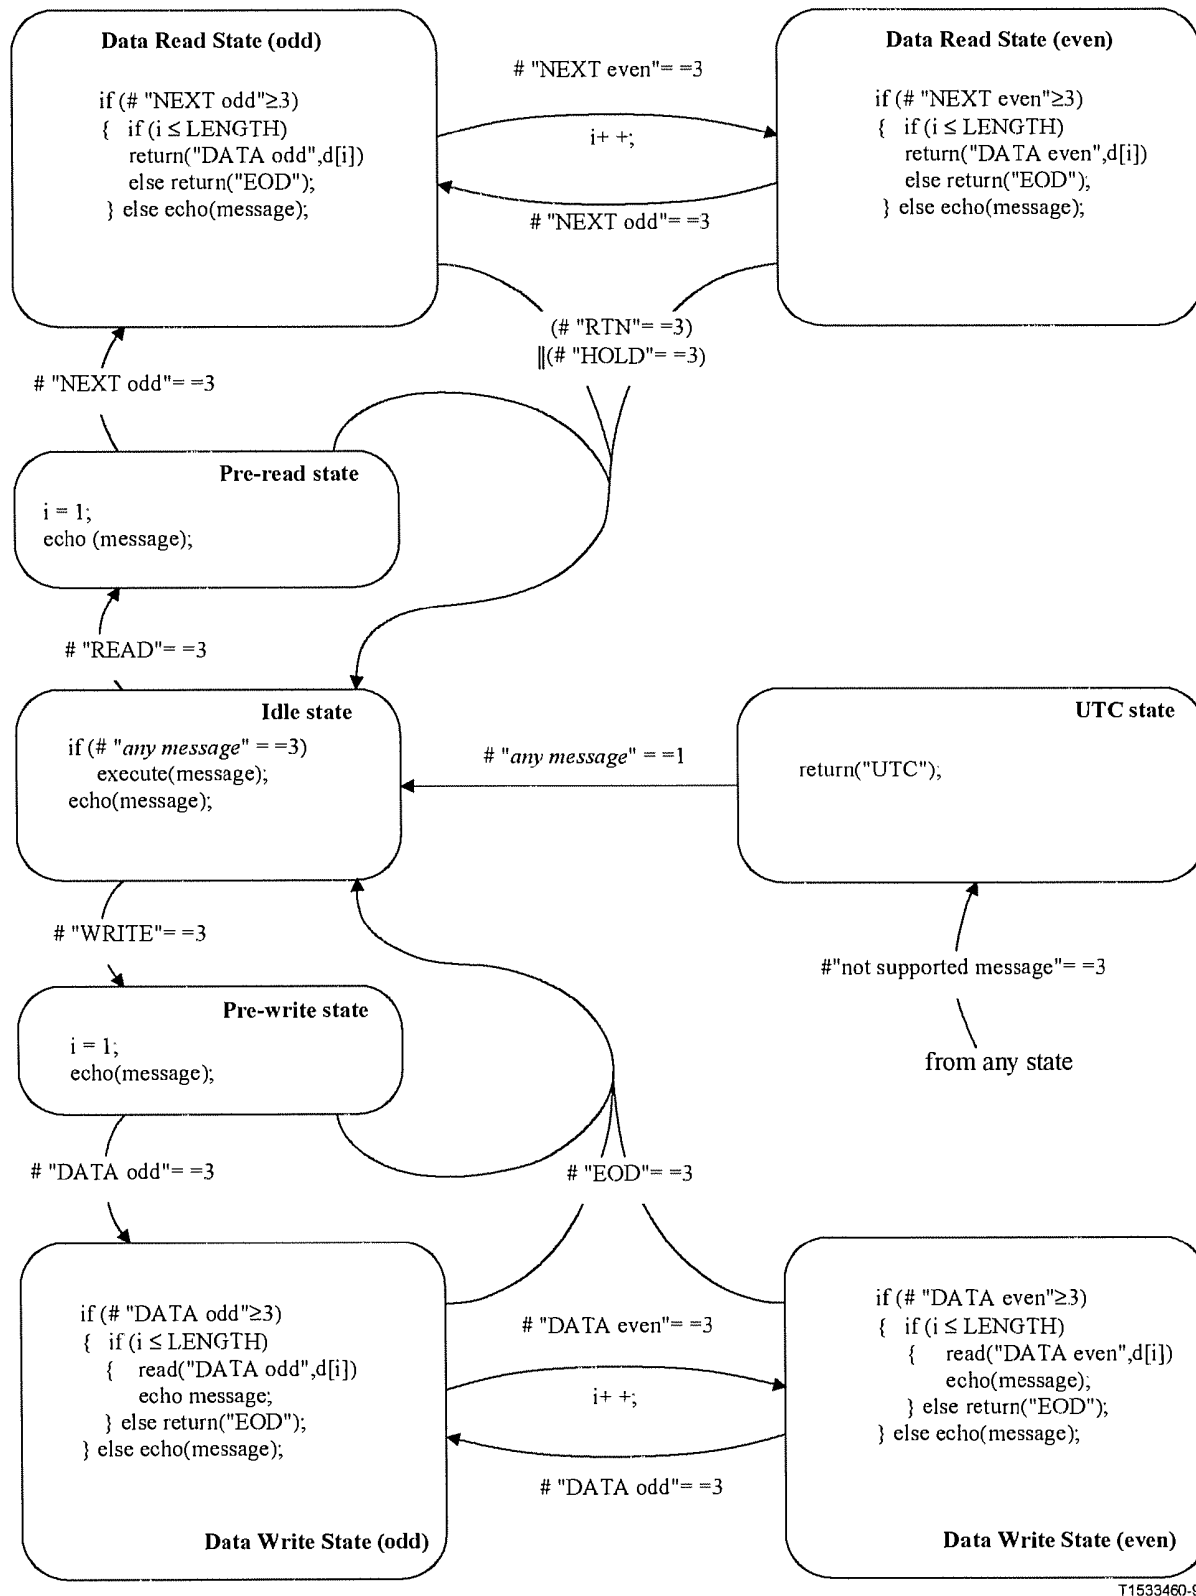 Data Read State (odd)
if (# "NEXT odd"≥3)
{ if (i ≤ LENGTH)
return("DATA odd",d[i])
else return("EOD");
} else echo(message);
# "NEXT even"= =3
i+ +;
# "NEXT odd"= =3
Data Read State (even)
if (# "NEXT even"≥3)
{ if (i ≤ LENGTH)
return("DATA even",d[i])
else return("EOD");
} else echo(message);
(# "RTN"= =3)
||(# "HOLD"= =3)
# "NEXT odd"= =3
Pre-read state
i = 1;
echo (message);
# "READ"= =3
Idle state
if (# "any message" = =3)
execute(message);
echo(message);
# "any message" = =1
UTC state
return("UTC");
# "WRITE"= =3
#"not supported message"= =3
from any state
Pre-write state
i = 1;
echo(message);
# "DATA odd"= =3
# "EOD"= =3
if (# "DATA odd"≥3)
{ if (i ≤ LENGTH)
{ read("DATA odd",d[i])
echo message;
} else return("EOD");
} else echo(message);
Data Write State (odd)
# "DATA even"= =3
i+ +;
# "DATA odd"= =3
if (# "DATA even"≥3)
{ if (i ≤ LENGTH)
{ read("DATA even",d[i])
echo(message);
} else return("EOD");
} else echo(message);
Data Write State (even)
T1533460-9